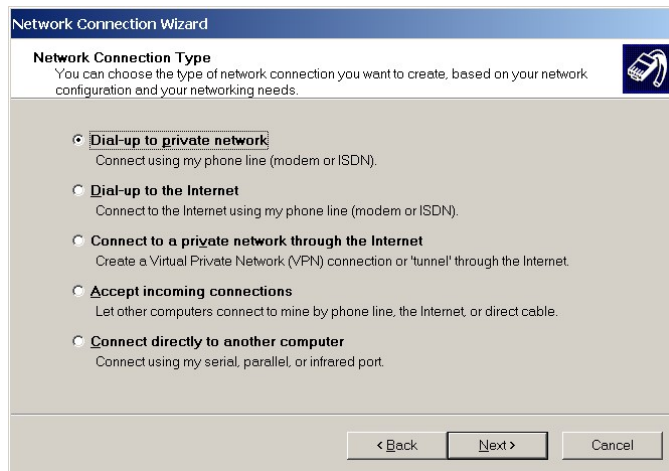 Network Connection Wizard
Network Connection Type
You can choose the type of network connection you want to create, based on your network
configuration and your networking needs.
Dial-up to private network
Connect using my phone line (modem or ISDN).
Dial-up to the Internet
Connect to the Internet using my phone line (modem or ISDN).
Connect to a private network through the Internet
Create a Virtual Private Network (VPN) connection or 'tunnel' through the Internet.
Accept incoming connections
Let other computers connect to mine by phone line, the Internet, or direct cable.
Connect directly to another computer
Connect using my serial, parallel, or infrared port.
< Back Next > Cancel